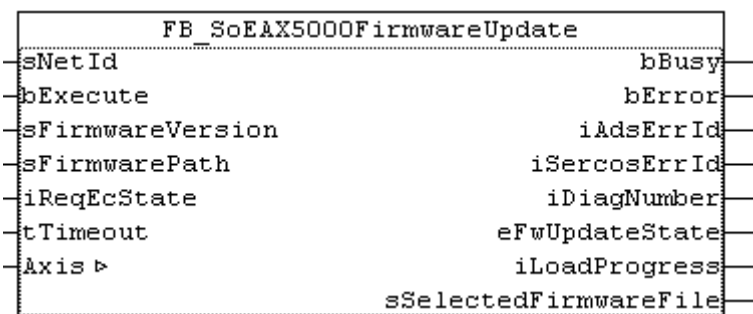 FB_SoEAX5000FirmwareUpdate
sNetId bBusy
bExecute bError
sFirmwareVersion iAdsErrId
sFirmwarePath iSercosErrId
iReqEcState iDiagNumber
tTimeout eFwUpdateState
Axis ▷ iLoadProgress
sSelectedFirmwareFile